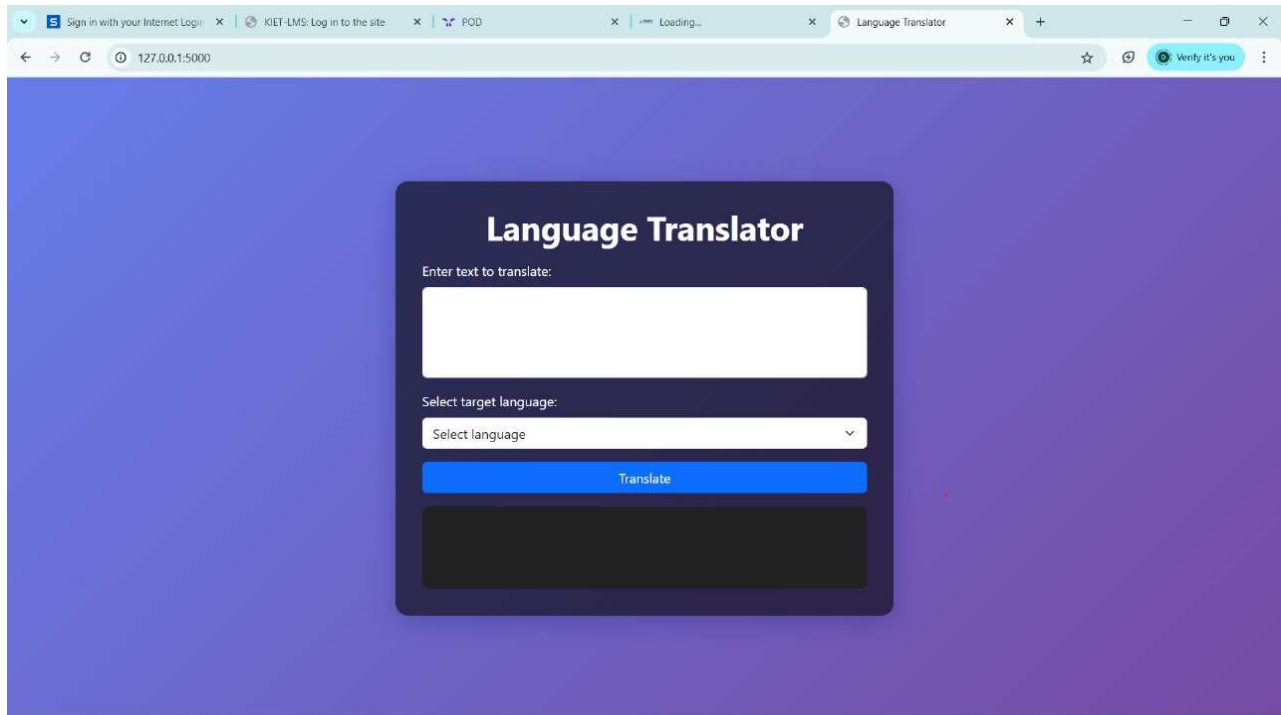 Sign in with your Internet Login
KIET-LMS: Log in to the site
POD
Loading...
Language Translator
127.0.0.1:5000
Verify it's you
Language Translator
Enter text to translate:
Select target language:
Select language
Translate